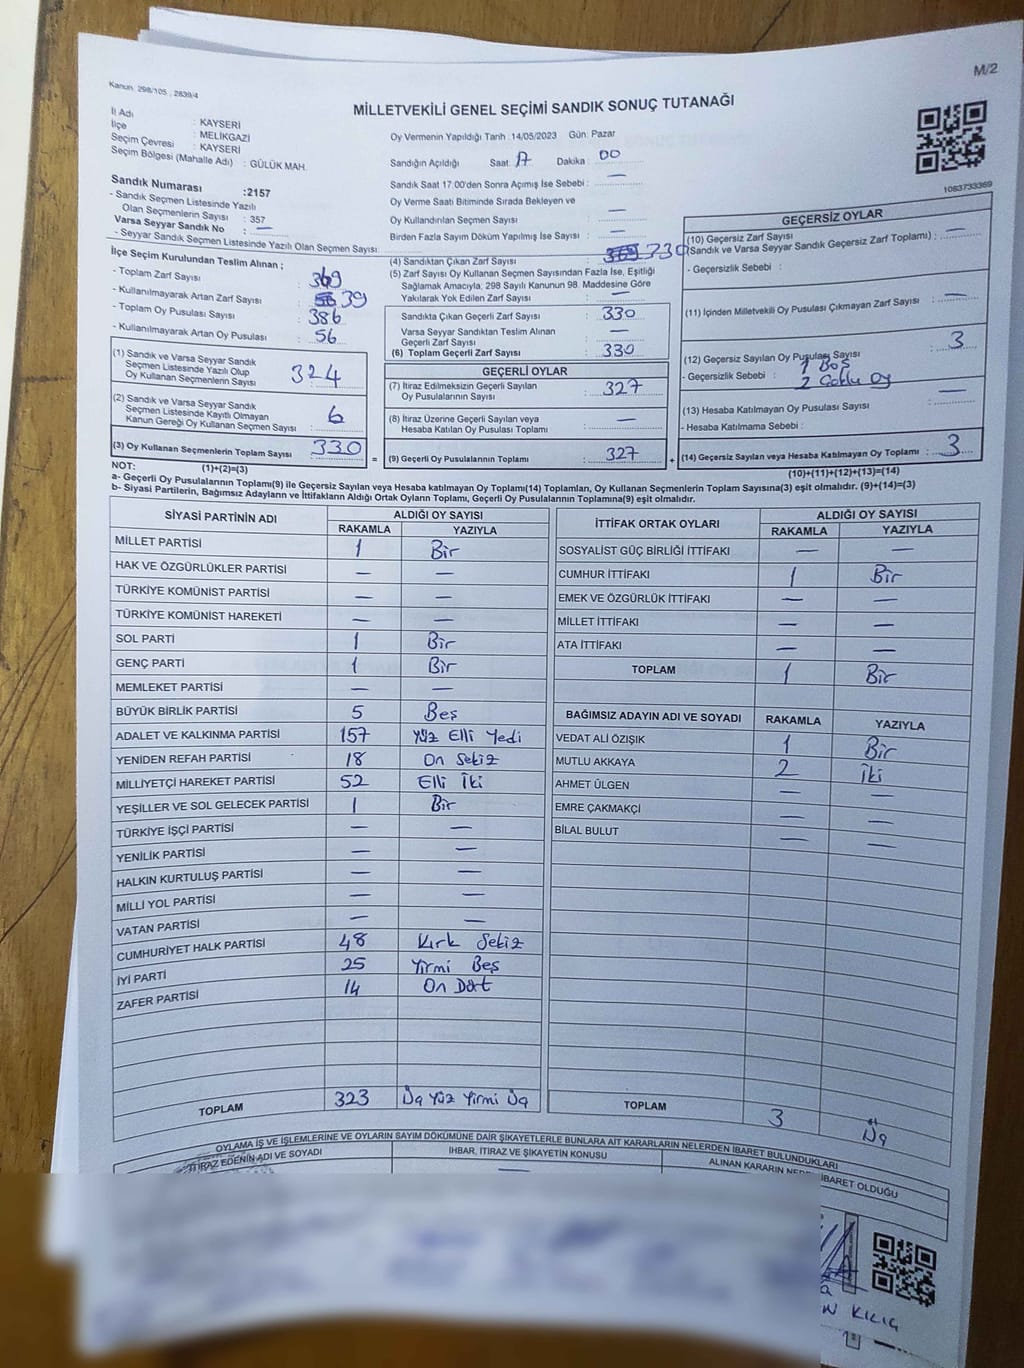 M/2
Kanun 298/105 , 2839/4
MİLLETVEKİLİ GENEL SEÇİMİ SANDIK SONUÇ TUTANAĞI
İl Adı : KAYSERİ
İlçe : MELİKGAZİ
Seçim Çevresi : KAYSERİ
Seçim Bölgesi (Mahalle Adı) : GÜLÜK MAH.
Sandık Numarası :2157
- Sandık Seçmen Listesinde Yazılı
Olan Seçmenlerin Sayısı : 357
Varsa Seyyar Sandık No : —
- Seyyar Sandık Seçmen Listesinde Yazılı Olan Seçmen Sayısı:
Oy Vermenin Yapıldığı Tarih :14/05/2023 Gün: Pazar
Sandığın Açıldığı Saat: 17 Dakika : 00
Sandık Saat 17.00'den Sonra Açımış İse Sebebi : —
Oy Verme Saati Bitiminde Sırada Bekleyen ve
Oy Kullandırılan Seçmen Sayısı : —
Birden Fazla Sayım Döküm Yapılmış İse Sayısı : —
1083733369
İlçe Seçim Kurulundan Teslim Alınan ;
- Toplam Zarf Sayısı : 369
- Kullanılmayarak Artan Zarf Sayısı : 39
- Toplam Oy Pusulası Sayısı : 386
- Kullanılmayarak Artan Oy Pusulası : 56
(1) Sandık ve Varsa Seyyar Sandık
Seçmen Listesinde Yazılı Olup
Oy Kullanan Seçmenlerin Sayısı : 324
(2) Sandık ve Varsa Seyyar Sandık
Seçmen Listesinde Kayıtlı Olmayan
Kanun Gereği Oy Kullanan Seçmen Sayısı : 6
(3) Oy Kullanan Seçmenlerin Toplam Sayısı : 330
(1)+(2)=(3)
(4) Sandıktan Çıkan Zarf Sayısı : 330
(5) Zarf Sayısı Oy Kullanan Seçmen Sayısından Fazla İse, Eşitliği
Sağlamak Amacıyla; 298 Sayılı Kanunun 98. Maddesine Göre
Yakılarak Yok Edilen Zarf Sayısı : —
Sandıkta Çıkan Geçerli Zarf Sayısı : 330
Varsa Seyyar Sandıktan Teslim Alınan
Geçerli Zarf Sayısı : —
(6) Toplam Geçerli Zarf Sayısı : 330
GEÇERLİ OYLAR
(7) İtiraz Edilmeksizin Geçerli Sayılan
Oy Pusulalarının Sayısı : 327
(8) İtiraz Üzerine Geçerli Sayılan veya
Hesaba Katılan Oy Pusulası Toplamı : —
= (9) Geçerli Oy Pusulalarının Toplamı : 327
GEÇERSİZ OYLAR
(10) Geçersiz Zarf Sayısı
(Sandık ve Varsa Seyyar Sandık Geçersiz Zarf Toplamı) : —
- Geçersizlik Sebebi :
(11) İçinden Milletvekili Oy Pusulası Çıkmayan Zarf Sayısı : —
(12) Geçersiz Sayılan Oy Pusulası Sayısı : 3
- Geçersizlik Sebebi : 1 Boş
2 Çoklu Oy
(13) Hesaba Katılmayan Oy Pusulası Sayısı : —
- Hesaba Katılmama Sebebi :
+ (14) Geçersiz Sayılan veya Hesaba Katılmayan Oy Toplamı : 3
(10)+(11)+(12)+(13)=(14)
NOT:
a- Geçerli Oy Pusulalarının Toplamı(9) ile Geçersiz Sayılan veya Hesaba katılmayan Oy Toplamı(14) Toplamları, Oy Kullanan Seçmenlerin Toplam Sayısına(3) eşit olmalıdır. (9)+(14)=(3)
b- Siyasi Partilerin, Bağımsız Adayların ve İttifakların Aldığı Ortak Oyların Toplamı, Geçerli Oy Pusulalarının Toplamına(9) eşit olmalıdır.
SİYASİ PARTİNİN ADI ALDIĞI OY SAYISI
RAKAMLA YAZIYLA
MİLLET PARTİSİ 1 Bir
HAK VE ÖZGÜRLÜKLER PARTİSİ — —
TÜRKİYE KOMÜNİST PARTİSİ — —
TÜRKİYE KOMÜNİST HAREKETİ — —
SOL PARTİ 1 Bir
GENÇ PARTİ 1 Bir
MEMLEKET PARTİSİ — —
BÜYÜK BİRLİK PARTİSİ 5 Beş
ADALET VE KALKINMA PARTİSİ 157 Yüz Elli Yedi
YENİDEN REFAH PARTİSİ 18 On Sekiz
MİLLİYETÇİ HAREKET PARTİSİ 52 Elli İki
YEŞİLLER VE SOL GELECEK PARTİSİ 1 Bir
TÜRKİYE İŞÇİ PARTİSİ — —
YENİLİK PARTİSİ — —
HALKIN KURTULUŞ PARTİSİ — —
MİLLİ YOL PARTİSİ — —
VATAN PARTİSİ — —
CUMHURİYET HALK PARTİSİ 48 Kırk Sekiz
İYİ PARTİ 25 Yirmi Beş
ZAFER PARTİSİ 14 On Dört
TOPLAM 323 Üç Yüz Yirmi Üç
İTTİFAK ORTAK OYLARI ALDIĞI OY SAYISI
RAKAMLA YAZIYLA
SOSYALİST GÜÇ BİRLİĞİ İTTİFAKI — —
CUMHUR İTTİFAKI 1 Bir
EMEK VE ÖZGÜRLÜK İTTİFAKI — —
MİLLET İTTİFAKI — —
ATA İTTİFAKI — —
TOPLAM 1 Bir
BAĞIMSIZ ADAYIN ADI VE SOYADI RAKAMLA YAZIYLA
VEDAT ALİ ÖZIŞIK 1 Bir
MUTLU AKKAYA 2 İki
AHMET ÜLGEN — —
EMRE ÇAKMAKÇİ — —
BİLAL BULUT — —
TOPLAM 3 Üç
OYLAMA İŞ VE İŞLEMLERİNE VE OYLARIN SAYIM DÖKÜMÜNE DAİR ŞİKAYETLERLE BUNLARA AİT KARARLARIN NELERDEN İBARET BULUNDUKLARI
İTİRAZ EDENİN ADI VE SOYADI İHBAR, İTİRAZ VE ŞİKAYETİN KONUSU ALINAN KARARIN İBARET OLDUĞU
KILIÇ